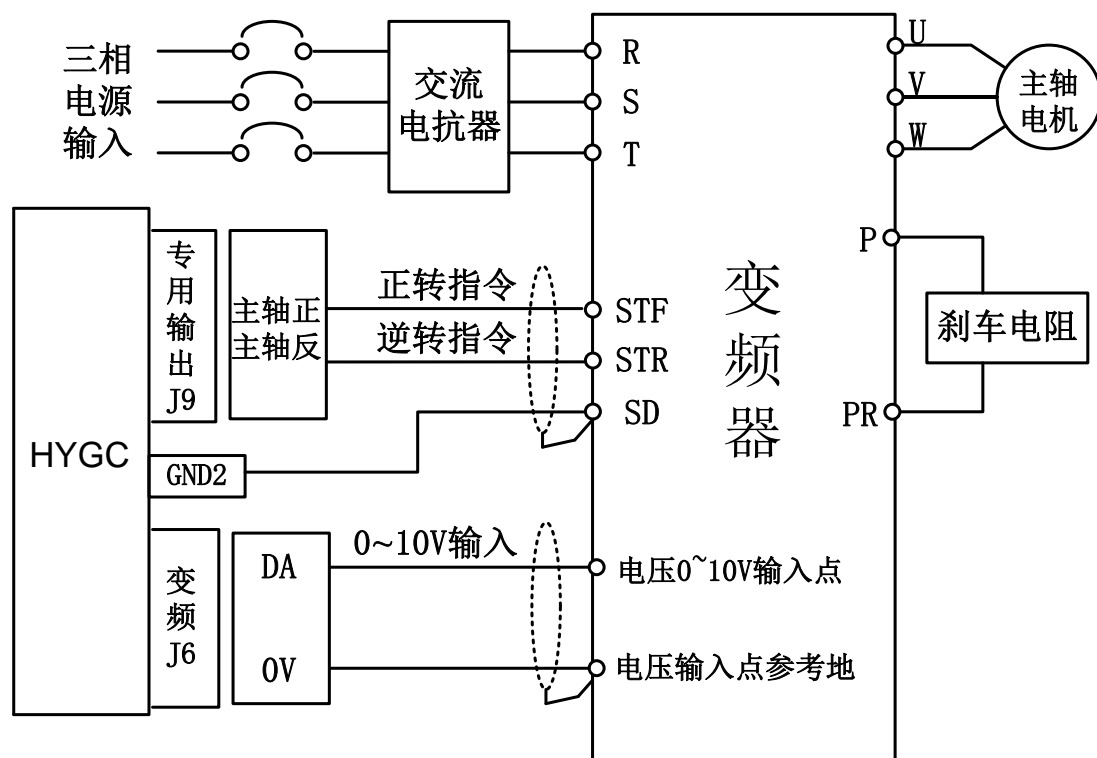 三相
电源
输入
交流
电抗器
R
S
T
U
V
W
主轴
电机
P
刹车电阻
PR
变
频
器
HYGC
专
用
输
出
J9
主轴正
主轴反
正转指令
逆转指令
STF
STR
SD
GND2
变
频
J6
DA
0V
0~10V输入
电压0~10V输入点
电压输入点参考地